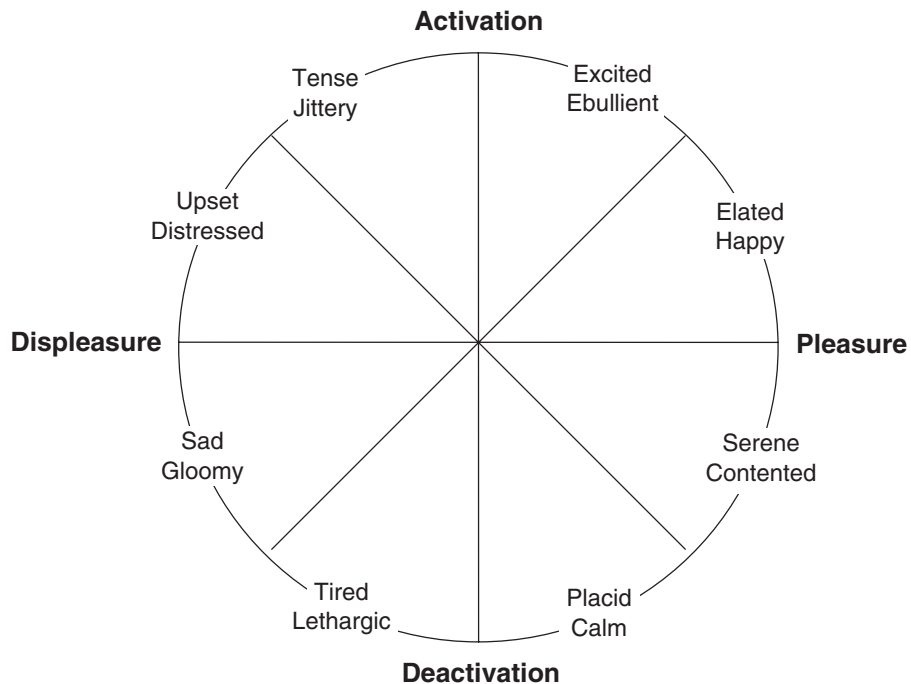 Activation
Tense
Jittery
Excited
Ebullient
Upset
Distressed
Elated
Happy
Displeasure
Pleasure
Sad
Gloomy
Serene
Contented
Tired
Lethargic
Placid
Calm
Deactivation